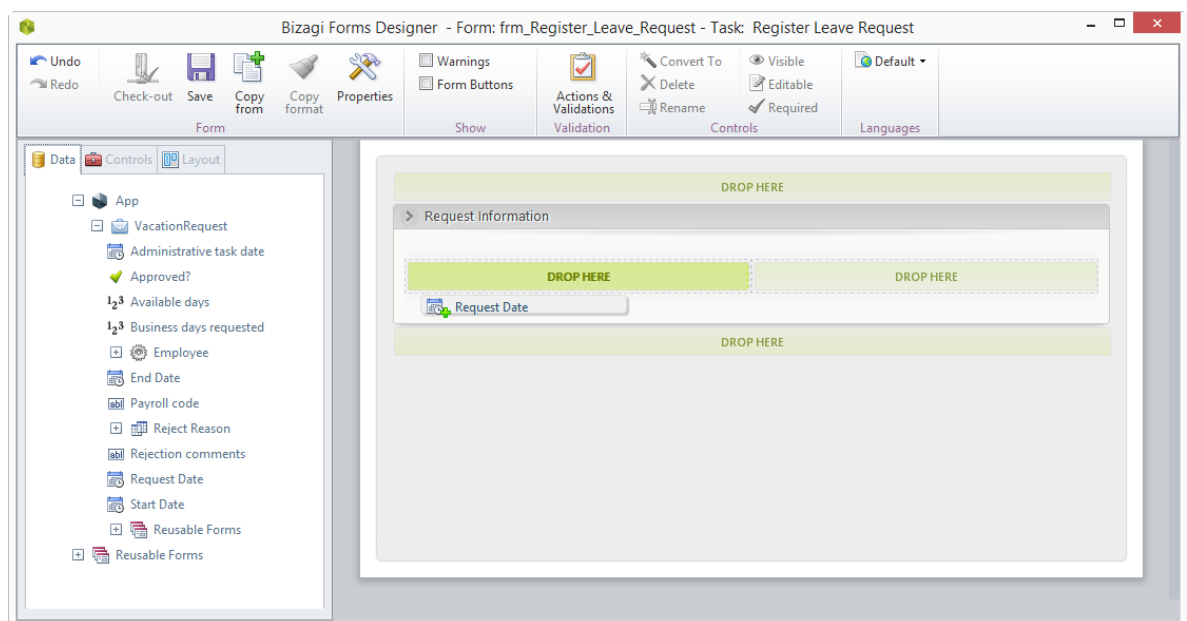 Bizagi Forms Designer - Form: frm_Register_Leave_Request - Task: Register Leave Request
Undo
Redo
Check-out
Save
Copy from
Copy format
Properties
Form
Warnings
Form Buttons
Show
Actions & Validations
Validation
Convert To
Delete
Rename
Visible
Editable
Required
Controls
Default
Languages
Data
Controls
Layout
App
VacationRequest
Administrative task date
Approved?
123 Available days
123 Business days requested
Employee
End Date
abl Payroll code
Reject Reason
abl Rejection comments
Request Date
Start Date
Reusable Forms
Reusable Forms
DROP HERE
Request Information
DROP HERE
DROP HERE
Request Date
DROP HERE